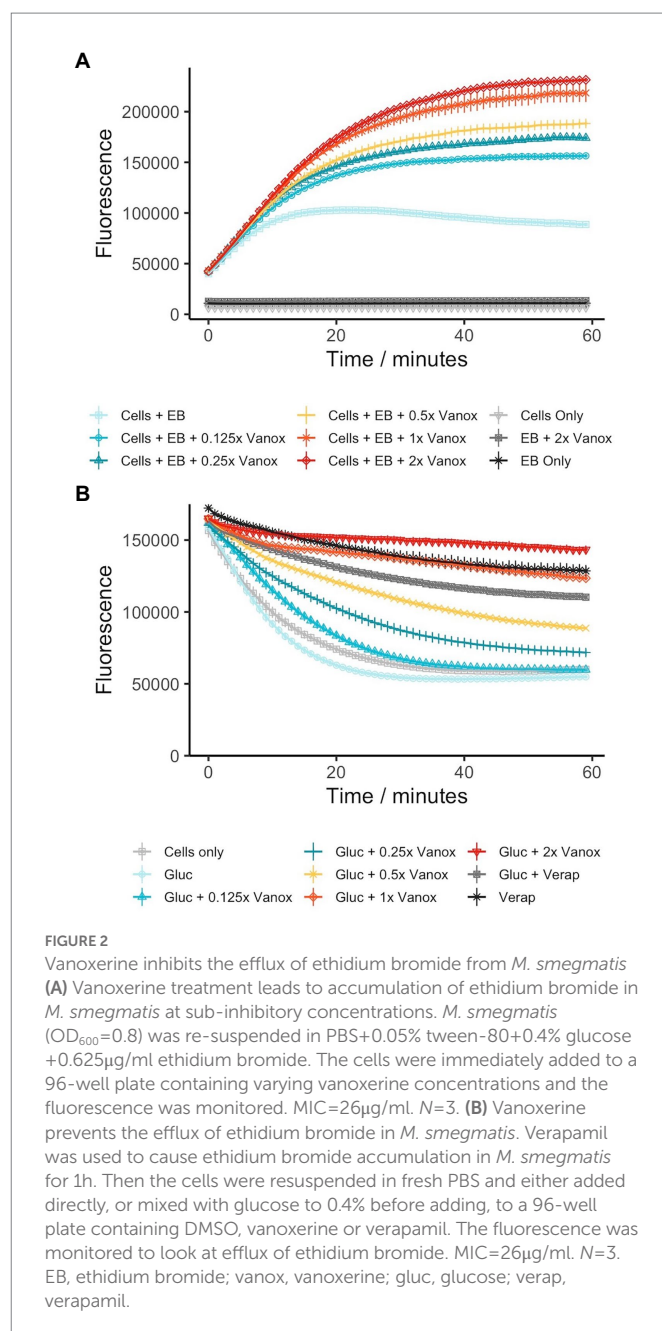 A
200000
150000
100000
50000
0
Fluorescence
0 20 40 60
Time / minutes
Cells + EB Cells + EB + 0.5x Vanox Cells Only
Cells + EB + 0.125x Vanox Cells + EB + 1x Vanox EB + 2x Vanox
Cells + EB + 0.25x Vanox Cells + EB + 2x Vanox EB Only
B
150000
100000
50000
0
Fluorescence
0 20 40 60
Time / minutes
Cells only Gluc + 0.25x Vanox Gluc + 2x Vanox
Gluc Gluc + 0.5x Vanox Gluc + Verap
Gluc + 0.125x Vanox Gluc + 1x Vanox Verap
FIGURE 2
Vanoxerine inhibits the efflux of ethidium bromide from M. smegmatis
(A) Vanoxerine treatment leads to accumulation of ethidium bromide in
M. smegmatis at sub-inhibitory concentrations. M. smegmatis
(OD₆₀₀=0.8) was re-suspended in PBS+0.05% tween-80+0.4% glucose
+0.625μg/ml ethidium bromide. The cells were immediately added to a
96-well plate containing varying vanoxerine concentrations and the
fluorescence was monitored. MIC=26μg/ml. N=3. (B) Vanoxerine
prevents the efflux of ethidium bromide in M. smegmatis. Verapamil
was used to cause ethidium bromide accumulation in M. smegmatis
for 1h. Then the cells were resuspended in fresh PBS and either added
directly, or mixed with glucose to 0.4% before adding, to a 96-well
plate containing DMSO, vanoxerine or verapamil. The fluorescence was
monitored to look at efflux of ethidium bromide. MIC=26μg/ml. N=3.
EB, ethidium bromide; vanox, vanoxerine; gluc, glucose; verap,
verapamil.